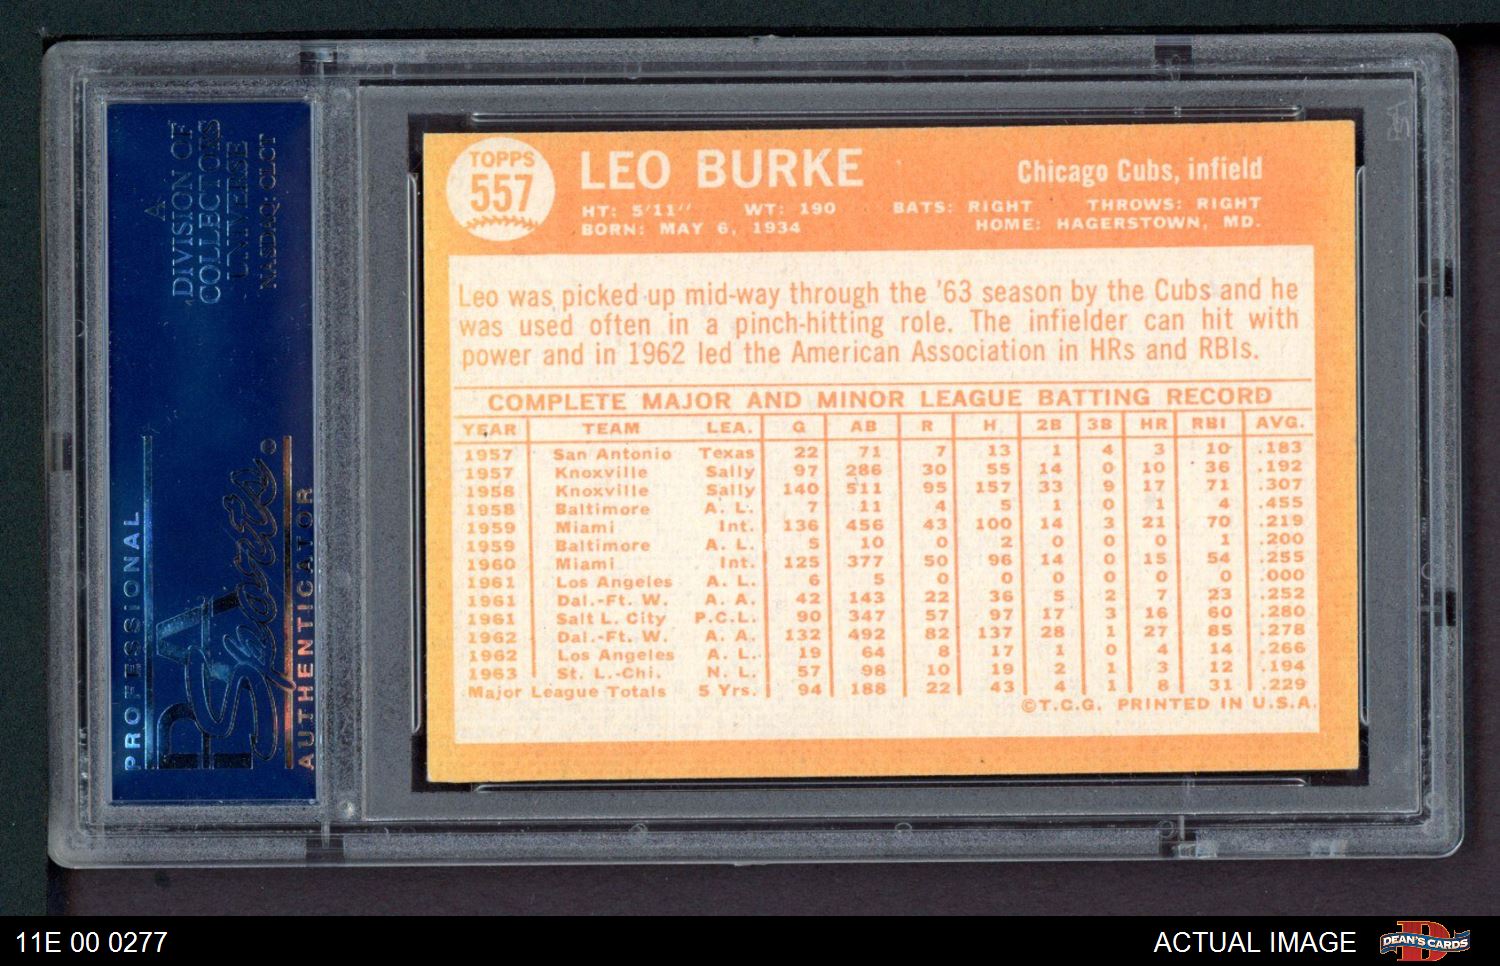 A
DIVISION OF
COLLECTORS
UNIVERSE
NASDAQ: CLCT
PROFESSIONAL
PSA
Sports
AUTHENTICATOR
TOPPS
557
LEO BURKE
Chicago Cubs, infield
HT: 5'11" WT: 190 BATS: RIGHT THROWS: RIGHT
BORN: MAY 6, 1934 HOME: HAGERSTOWN, MD.
Leo was picked up mid-way through the '63 season by the Cubs and he
was used often in a pinch-hitting role. The infielder can hit with
power and in 1962 led the American Association in HRs and RBIs.
COMPLETE MAJOR AND MINOR LEAGUE BATTING RECORD
YEAR TEAM LEA. G AB R H 2B 3B HR RBI AVG.
1957 San Antonio Texas 22 71 7 13 1 4 3 10 .183
1957 Knoxville Sally 97 286 30 55 14 0 10 36 .192
1958 Knoxville Sally 140 511 95 157 33 9 17 71 .307
1958 Baltimore A. L. 7 11 4 5 1 0 1 4 .455
1959 Miami Int. 136 456 43 100 14 3 21 70 .219
1959 Baltimore A. L. 5 10 0 2 0 0 0 1 .200
1960 Miami Int. 125 377 50 96 14 0 15 54 .255
1961 Los Angeles A. L. 6 5 0 0 0 0 0 0 .000
1961 Dal.-Ft. W. A. A. 42 143 22 36 5 2 7 23 .252
1961 Salt L. City P.C.L. 90 347 57 97 17 3 16 60 .280
1962 Dal.-Ft. W. A. A. 132 492 82 137 28 1 27 85 .278
1962 Los Angeles A. L. 19 64 8 17 1 0 4 14 .266
1963 St. L.-Chi. N. L. 57 98 10 19 2 1 3 12 .194
Major League Totals 5 Yrs. 94 188 22 43 4 1 8 31 .229
©T.C.G. PRINTED IN U.S.A.
11E 00 0277
ACTUAL IMAGE
D
DEAN'S CARDS